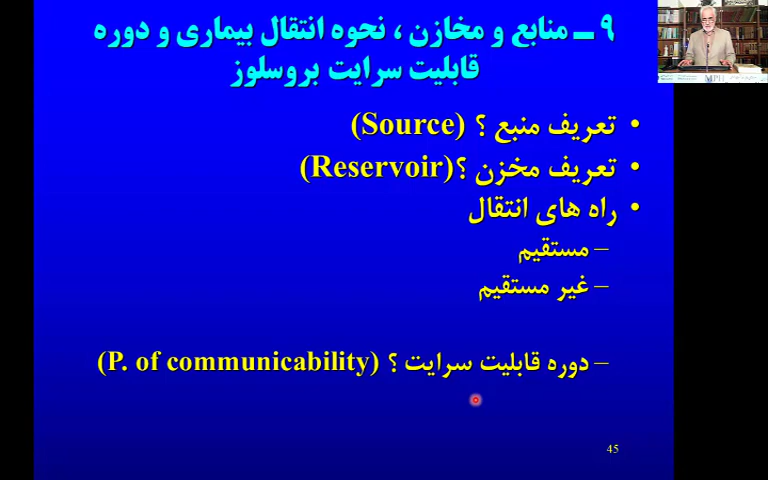 ۹ ــ منابع و مخازن ، نحوه انتقال بیماری و دوره
قابلیت سرایت بروسلوز
• تعریف منبع ؟ (Source)
• تعریف مخزن ؟(Reservoir)
• راه های انتقال
– مستقیم
– غیر مستقیم
– دوره قابلیت سرایت ؟ (P. of communicability)
45
MPH